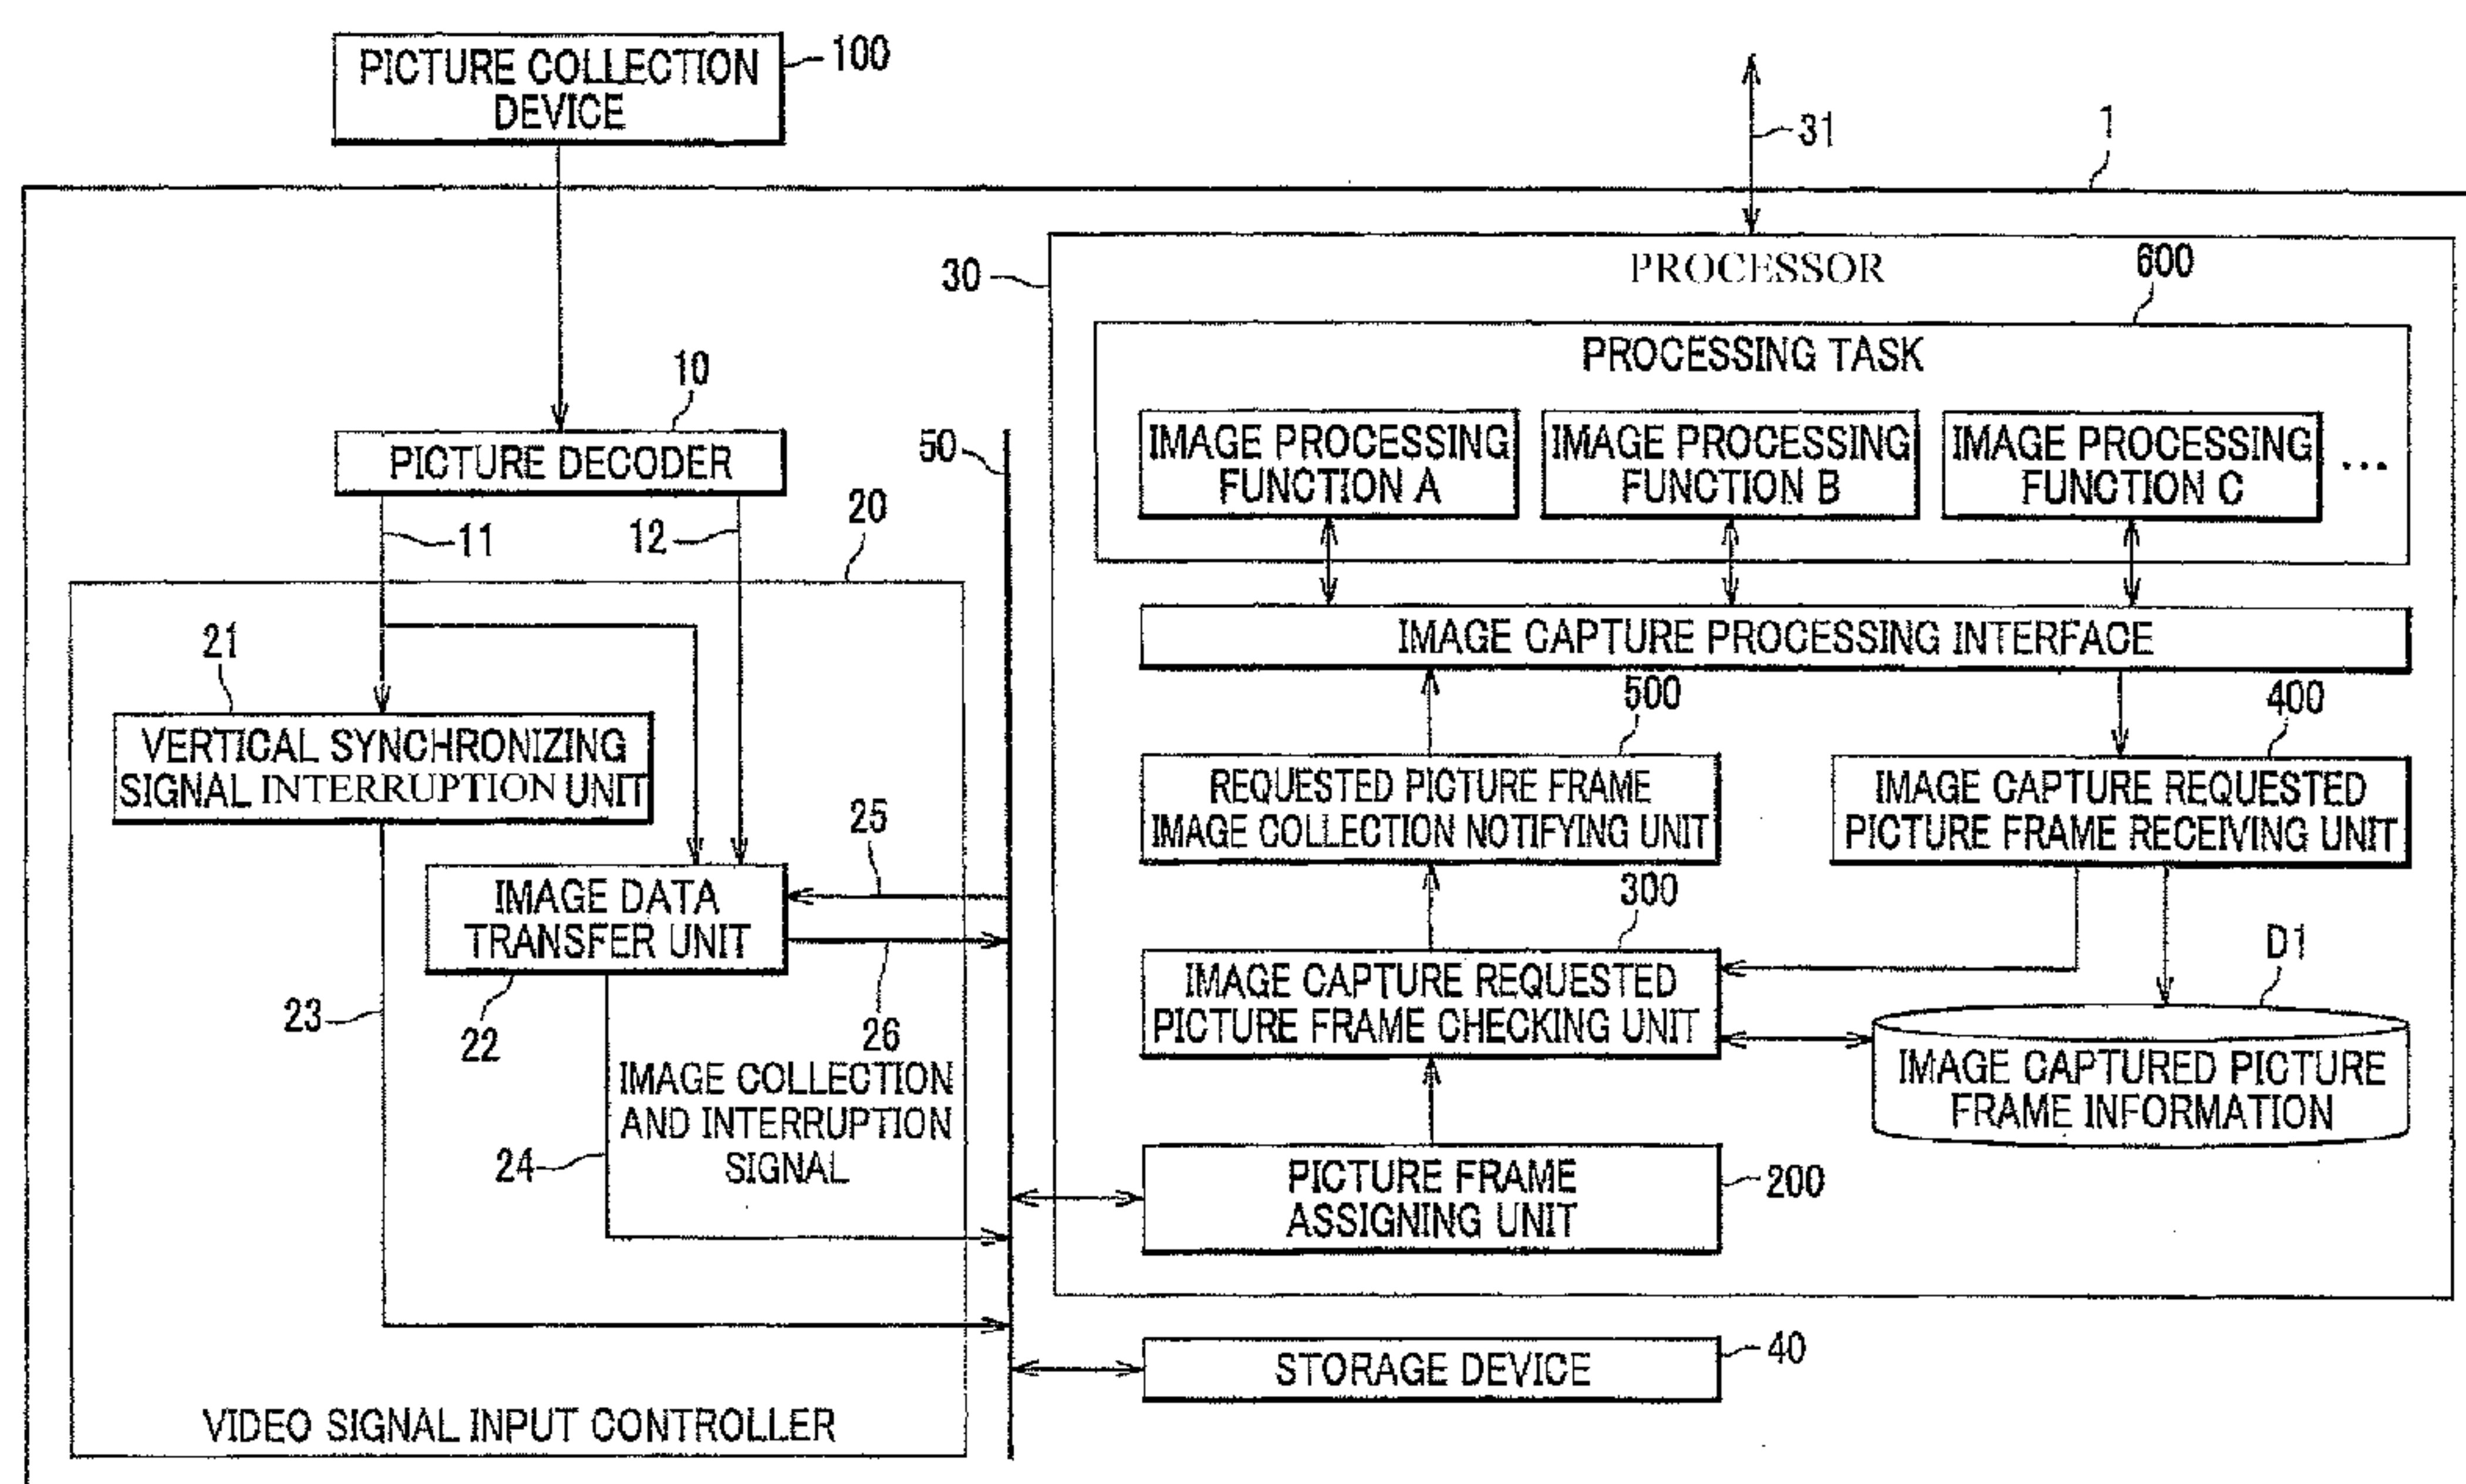 PICTURE COLLECTION
DEVICE
100
31
1
30
PROCESSOR
600
PROCESSING TASK
10
PICTURE DECODER
50
IMAGE PROCESSING
FUNCTION A
IMAGE PROCESSING
FUNCTION B
IMAGE PROCESSING
FUNCTION C
...
11
12
20
IMAGE CAPTURE PROCESSING INTERFACE
21
VERTICAL SYNCHRONIZING
SIGNAL INTERRUPTION UNIT
500
400
REQUESTED PICTURE FRAME
IMAGE COLLECTION NOTIFYING UNIT
IMAGE CAPTURE REQUESTED
PICTURE FRAME RECEIVING UNIT
25
IMAGE DATA
TRANSFER UNIT
300
D1
23
22
26
IMAGE CAPTURE REQUESTED
PICTURE FRAME CHECKING UNIT
IMAGE CAPTURED PICTURE
FRAME INFORMATION
IMAGE COLLECTION
AND INTERRUPTION
SIGNAL
24
PICTURE FRAME
ASSIGNING UNIT
200
STORAGE DEVICE
40
VIDEO SIGNAL INPUT CONTROLLER